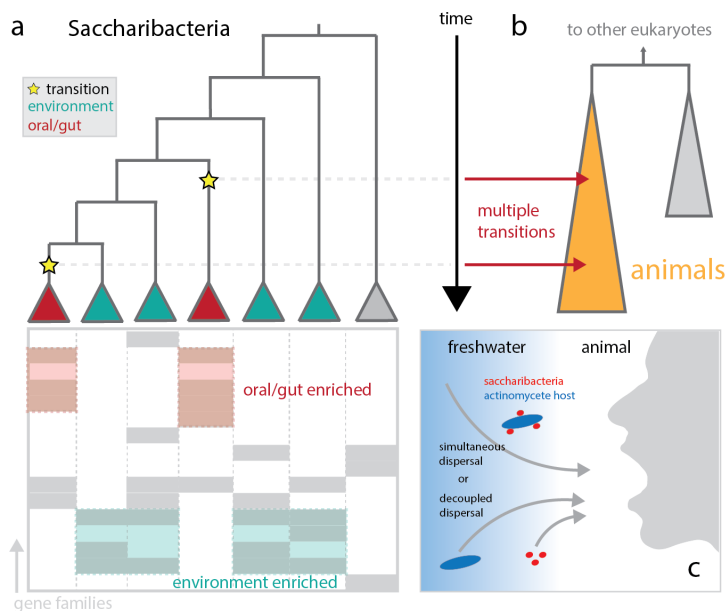 a
Saccharibacteria
transition
environment
oral/gut
time
b
to other eukaryotes
multiple
transitions
animals
oral/gut enriched
environment enriched
gene families
freshwater
animal
saccharibacteria
actinomycete host
simultaneous
dispersal
or
decoupled
dispersal
c